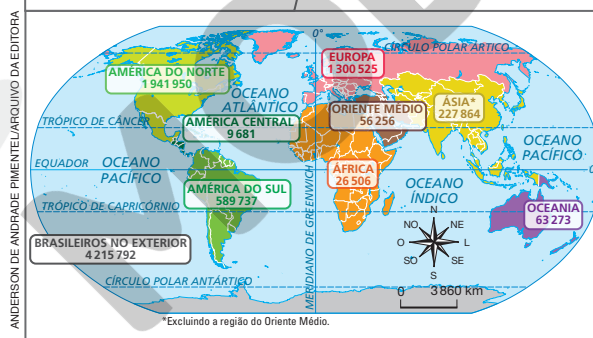 ANDERSON DE ANDRADE PIMENTEL/ARQUIVO DA EDITORA
0°
CÍRCULO POLAR ÁRTICO
EUROPA
1 300 525
AMÉRICA DO NORTE
1 941 950
OCEANO
ATLÂNTICO
ORIENTE MÉDIO
56 256
ÁSIA*
227 864
TRÓPICO DE CÂNCER
AMÉRICA CENTRAL
9 681
OCEANO
PACÍFICO
EQUADOR
0°
OCEANO
PACÍFICO
ÁFRICA
26 506
AMÉRICA DO SUL
589 737
OCEANO
ÍNDICO
TRÓPICO DE CAPRICÓRNIO
OCEANIA
63 273
MERIDIANO DE GREENWICH
N
NO
NE
O
L
SO
SE
S
BRASILEIROS NO EXTERIOR
4 215 792
CÍRCULO POLAR ANTÁRTICO
0
3 860 km
*Excluindo a região do Oriente Médio.